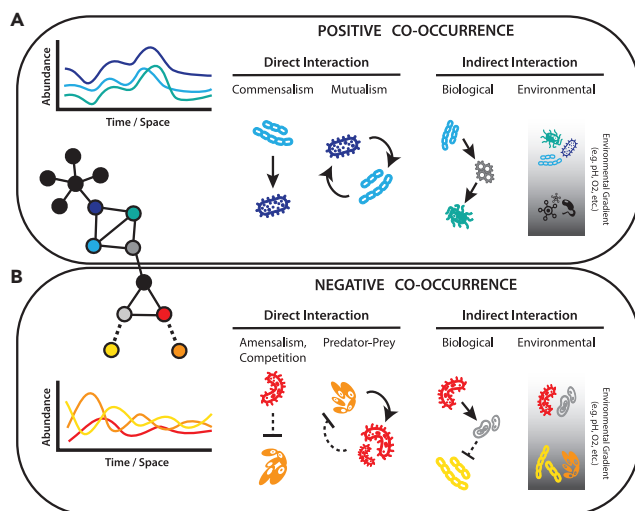 A
POSITIVE CO-OCCURRENCE
Abundance
Time / Space
Direct Interaction
Commensalism
Mutualism
Indirect Interaction
Biological
Environmental
Environmental Gradient
(e.g. pH, O2, etc.)
B
NEGATIVE CO-OCCURRENCE
Abundance
Time / Space
Direct Interaction
Amensalism,
Competition
Predator-Prey
Indirect Interaction
Biological
Environmental
Environmental Gradient
(e.g. pH, O2, etc.)